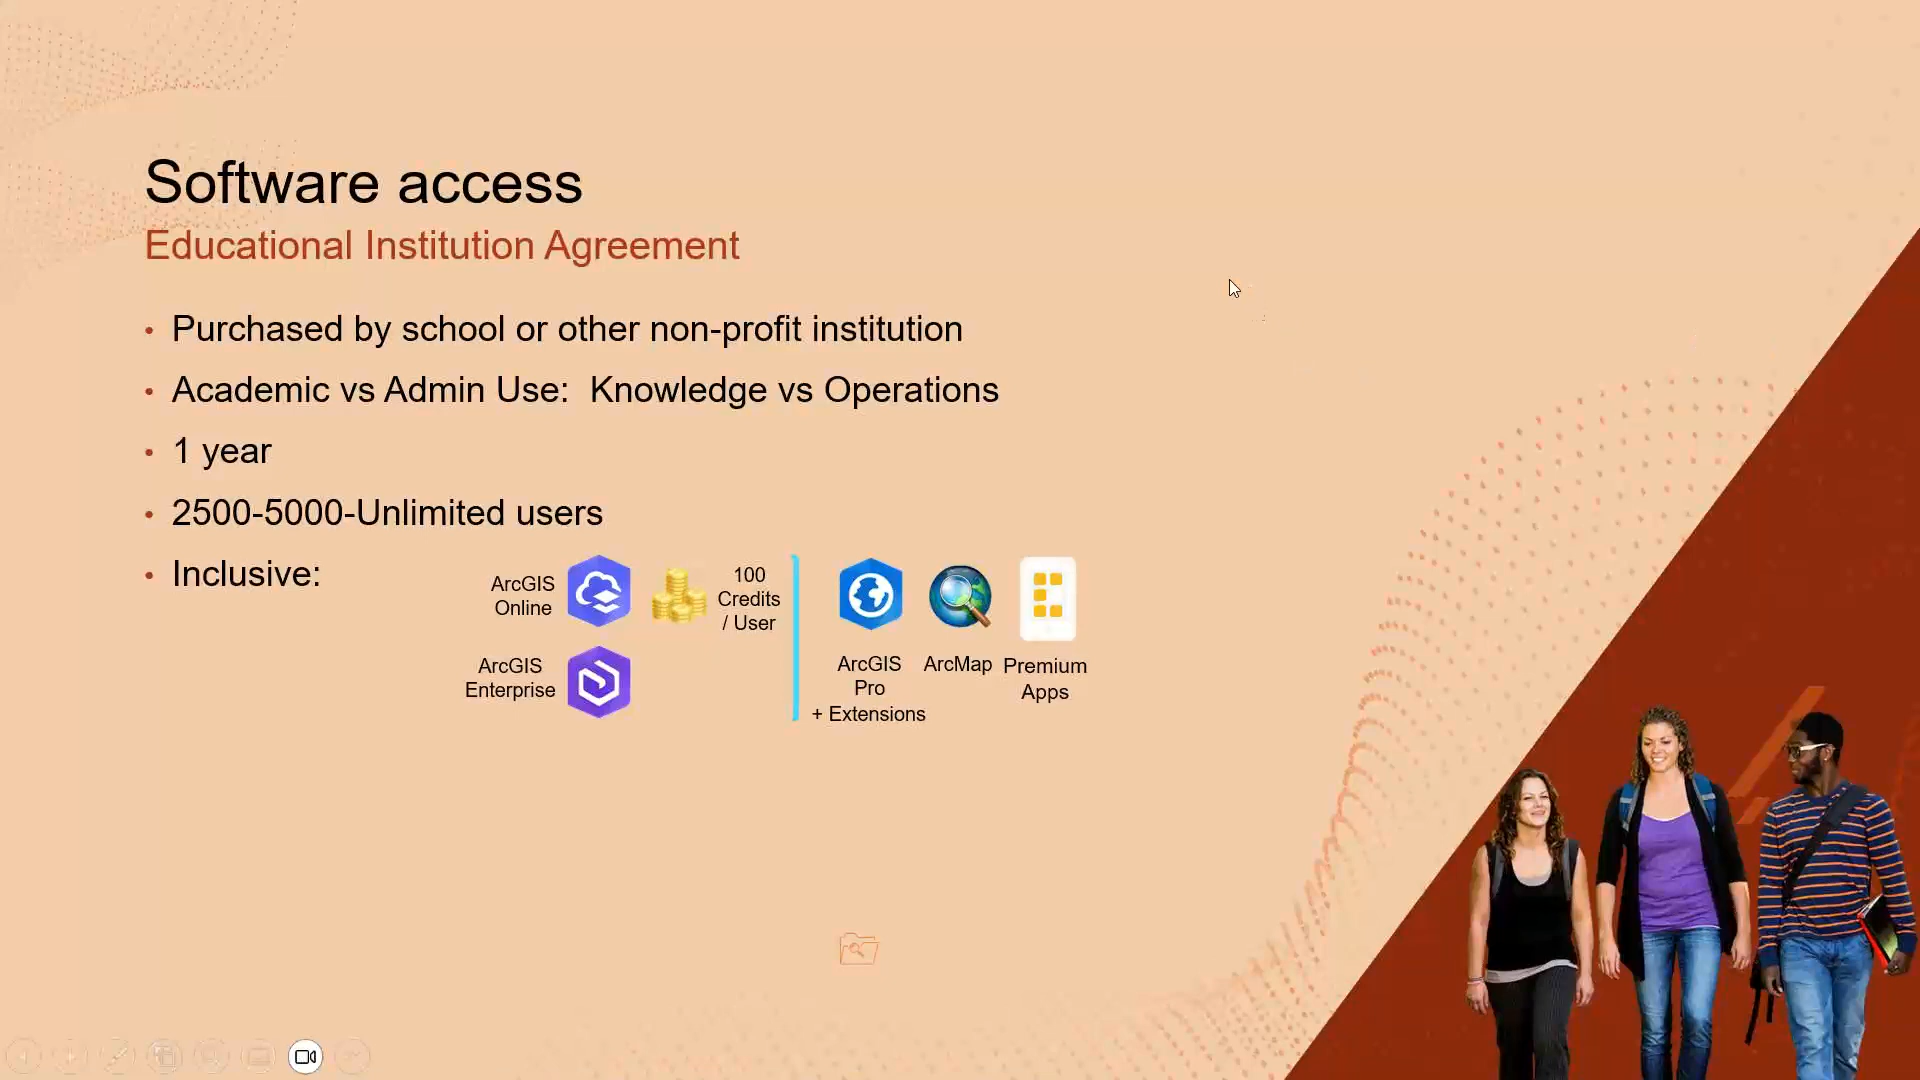 Software access
Educational Institution Agreement
• Purchased by school or other non-profit institution
• Academic vs Admin Use:  Knowledge vs Operations
• 1 year
• 2500-5000-Unlimited users
• Inclusive:
ArcGIS
Online
100
Credits
/ User
ArcGIS
Enterprise
ArcGIS
Pro
+ Extensions
ArcMap
Premium
Apps